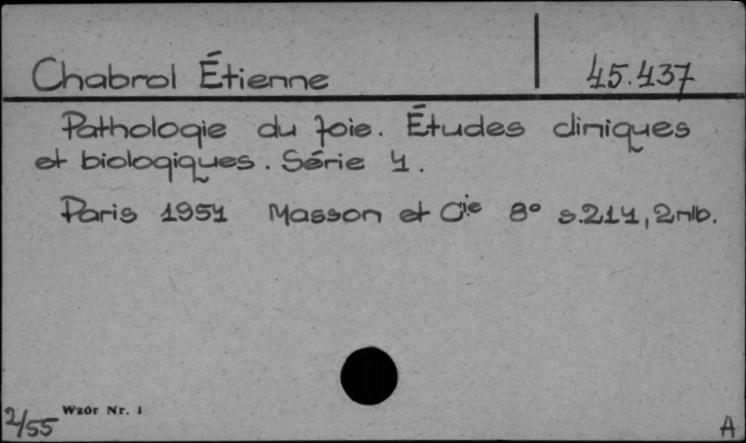 Chabrol Étienne 45.437
Pathologie du foie. Études cliniques
et biologiques. Série 4.
Paris 1954 Masson et Cie 8° s.214, 2nlb.
2/55 Wzór Nr. 1 A